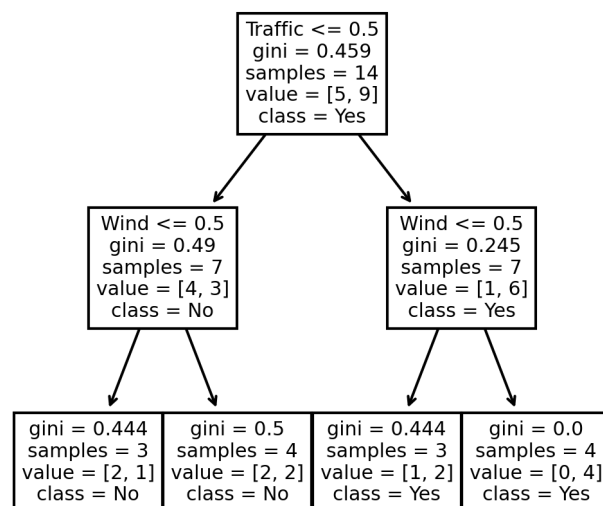 Traffic <= 0.5
gini = 0.459
samples = 14
value = [5, 9]
class = Yes
Wind <= 0.5
gini = 0.49
samples = 7
value = [4, 3]
class = No
Wind <= 0.5
gini = 0.245
samples = 7
value = [1, 6]
class = Yes
gini = 0.444
samples = 3
value = [2, 1]
class = No
gini = 0.5
samples = 4
value = [2, 2]
class = No
gini = 0.444
samples = 3
value = [1, 2]
class = Yes
gini = 0.0
samples = 4
value = [0, 4]
class = Yes